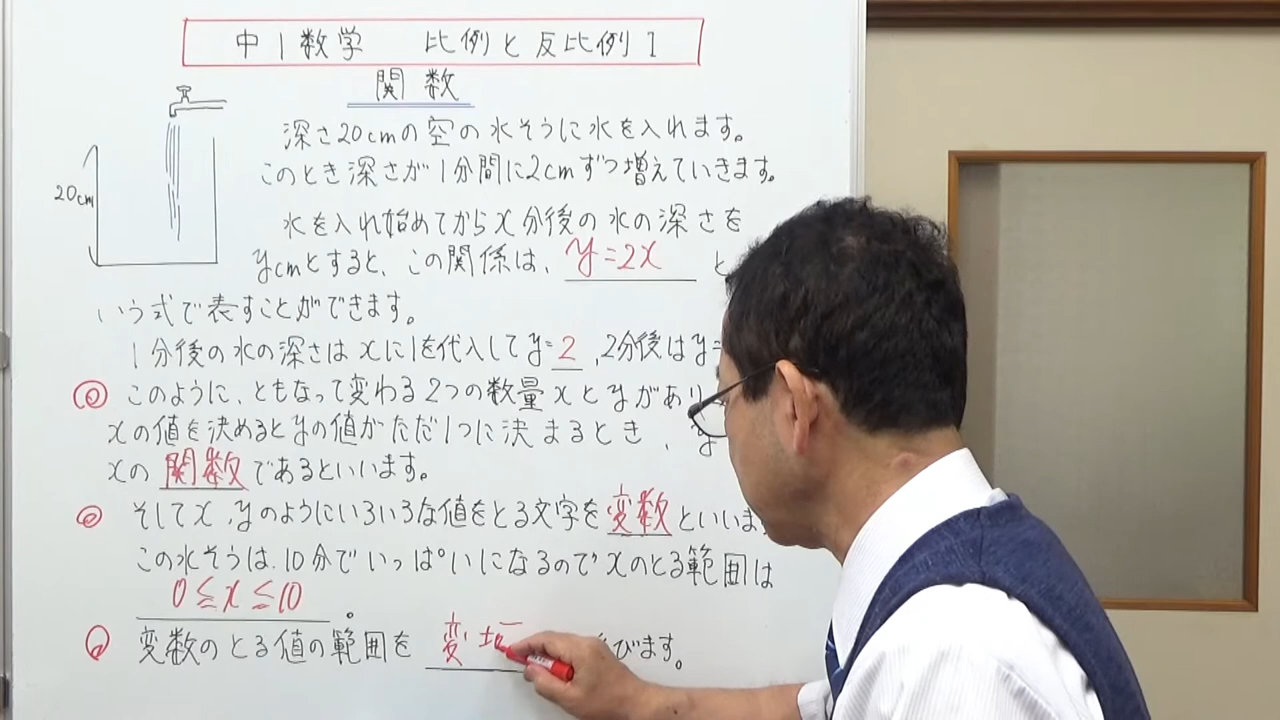 中1数学 比例と反比例1
関数
深さ20cmの空の水そうに水を入れます。
このとき深さが1分間に2cmずつ増えていきます。
20cm
水を入れ始めてからx分後の水の深さを
ycmとすると、この関係は、y=2x と
いう式で表すことができます。
1分後の水の深さはxに1を代入してy=2、2分後はy=
このように、ともなって変わる2つの数量xとyがあり
xの値を決めるとyの値がただ1つに決まるとき、y
xの関数であるといいます。
そしてx、yのようにいろいろな値をとる文字を変数といいま
この水そうは、10分でいっぱいになるのでxのとる範囲は
0≦x≦10。
変数のとる値の範囲を 変 びます。